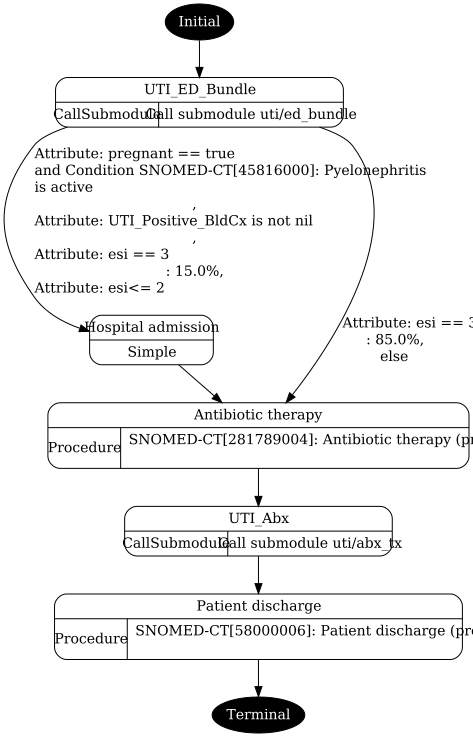 Initial
UTI_ED_Bundle
CallSubmodule Call submodule uti/ed_bundle
Attribute: pregnant == true
and Condition SNOMED-CT[45816000]: Pyelonephritis
is active
,
Attribute: UTI_Positive_BldCx is not nil
,
Attribute: esi == 3
: 15.0%,
Attribute: esi<= 2
Attribute: esi == 3
: 85.0%,
else
Hospital admission
Simple
Antibiotic therapy
Procedure SNOMED-CT[281789004]: Antibiotic therapy (pr
UTI_Abx
CallSubmodule Call submodule uti/abx_tx
Patient discharge
Procedure SNOMED-CT[58000006]: Patient discharge (pr
Terminal